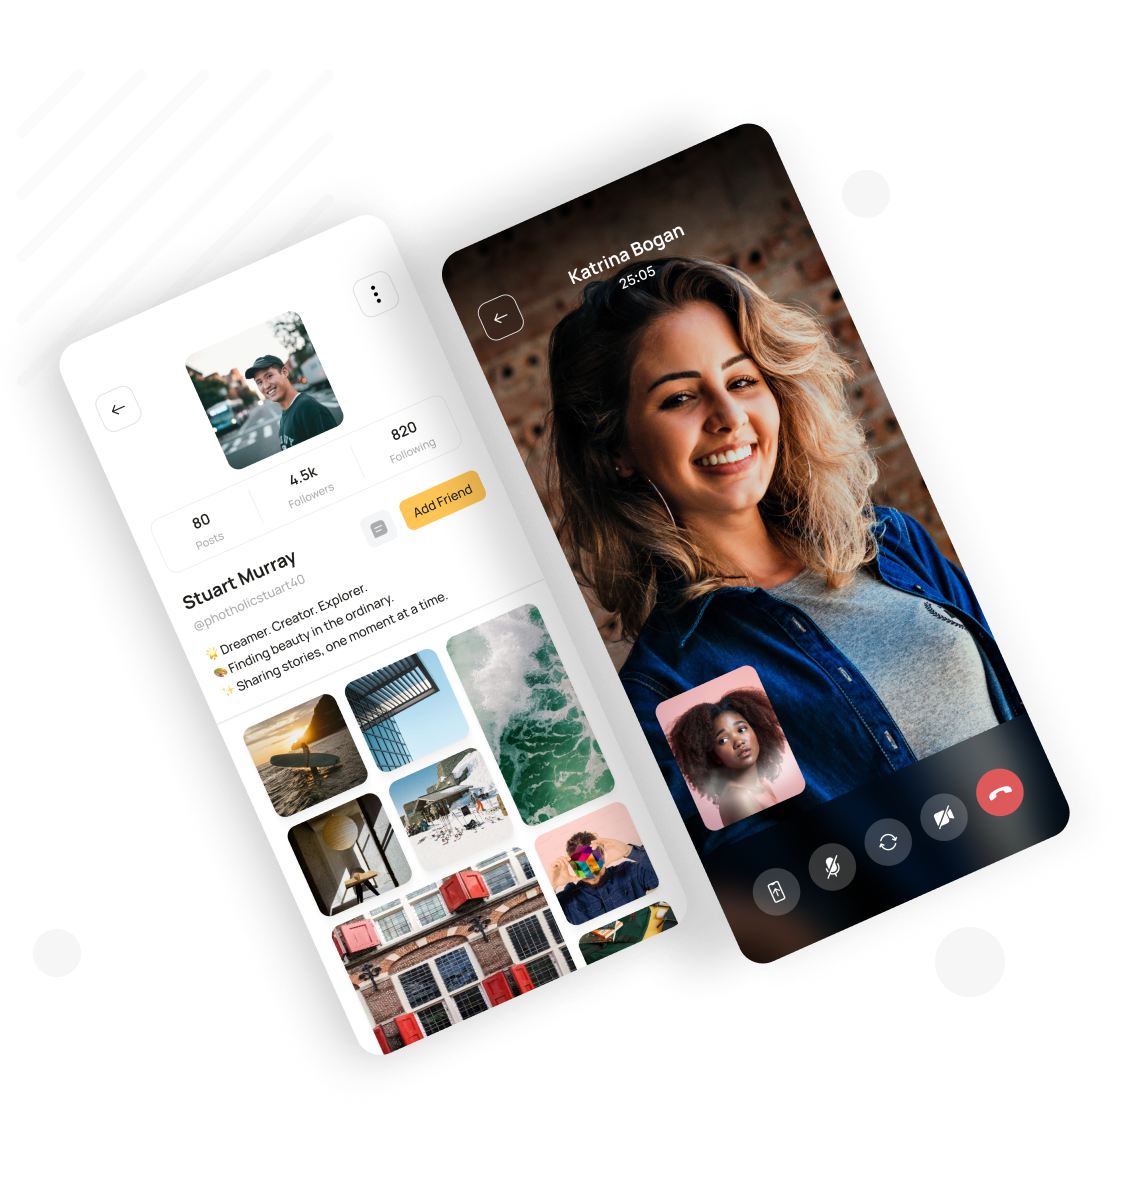 80
Posts
4.5k
Followers
820
Following
Add Friend
Stuart Murray
@photholicstuart40
🌟 Dreamer. Creator. Explorer.
🎨 Finding beauty in the ordinary.
✨ Sharing stories, one moment at a time.
Katrina Bogan
25:05